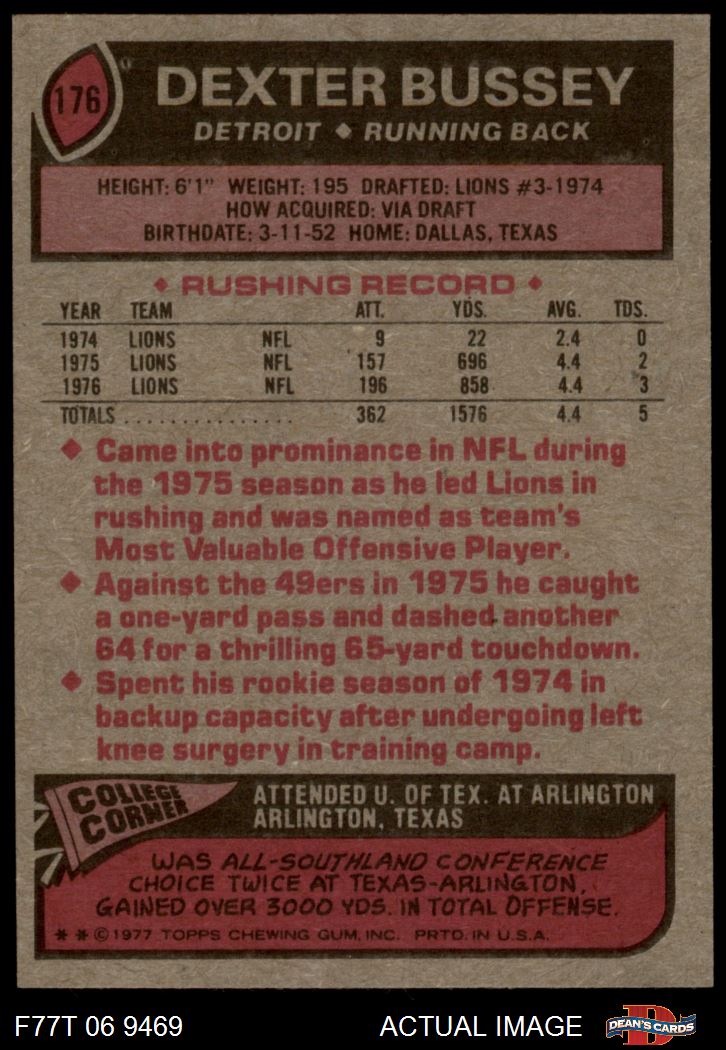 176
DEXTER BUSSEY
DETROIT ◆ RUNNING BACK
HEIGHT: 6'1" WEIGHT: 195 DRAFTED: LIONS #3-1974
HOW ACQUIRED: VIA DRAFT
BIRTHDATE: 3-11-52 HOME: DALLAS, TEXAS
◆ RUSHING RECORD ◆
YEAR TEAM ATT. YDS. AVG. TDS.
1974 LIONS NFL 9 22 2.4 0
1975 LIONS NFL 157 696 4.4 2
1976 LIONS NFL 196 858 4.4 3
TOTALS . . . . . . . . . . . . . . . . 362 1576 4.4 5
◆ Came into prominance in NFL during
the 1975 season as he led Lions in
rushing and was named as team's
Most Valuable Offensive Player.
◆ Against the 49ers in 1975 he caught
a one-yard pass and dashed another
64 for a thrilling 65-yard touchdown.
◆ Spent his rookie season of 1974 in
backup capacity after undergoing left
knee surgery in training camp.
COLLEGE
CORNER
ATTENDED U. OF TEX. AT ARLINGTON
ARLINGTON, TEXAS
WAS ALL-SOUTHLAND CONFERENCE
CHOICE TWICE AT TEXAS-ARLINGTON,
GAINED OVER 3000 YDS. IN TOTAL OFFENSE.
* * © 1977 TOPPS CHEWING GUM, INC. PRTD. IN U.S.A.
F77T 06 9469 ACTUAL IMAGE
D
DEAN'S CARDS